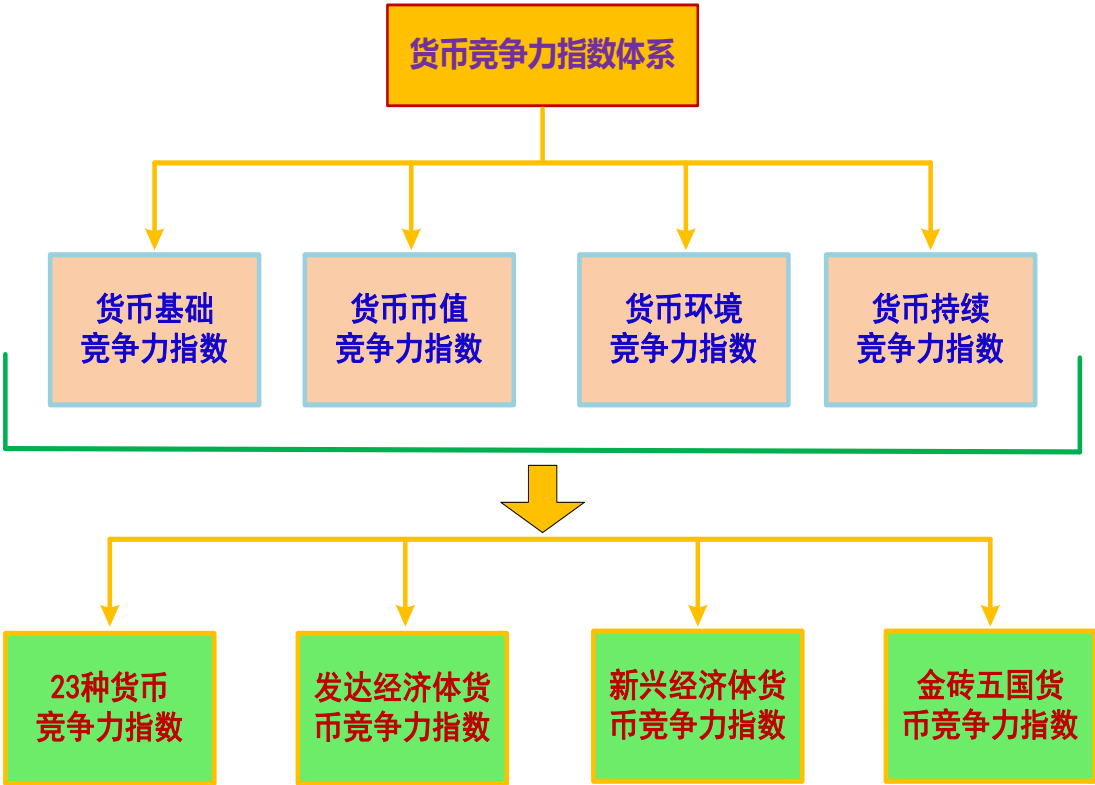 货币竞争力指数体系
货币基础
竞争力指数
货币币值
竞争力指数
货币环境
竞争力指数
货币持续
竞争力指数
23种货币
竞争力指数
发达经济体货
币竞争力指数
新兴经济体货
币竞争力指数
金砖五国货
币竞争力指数